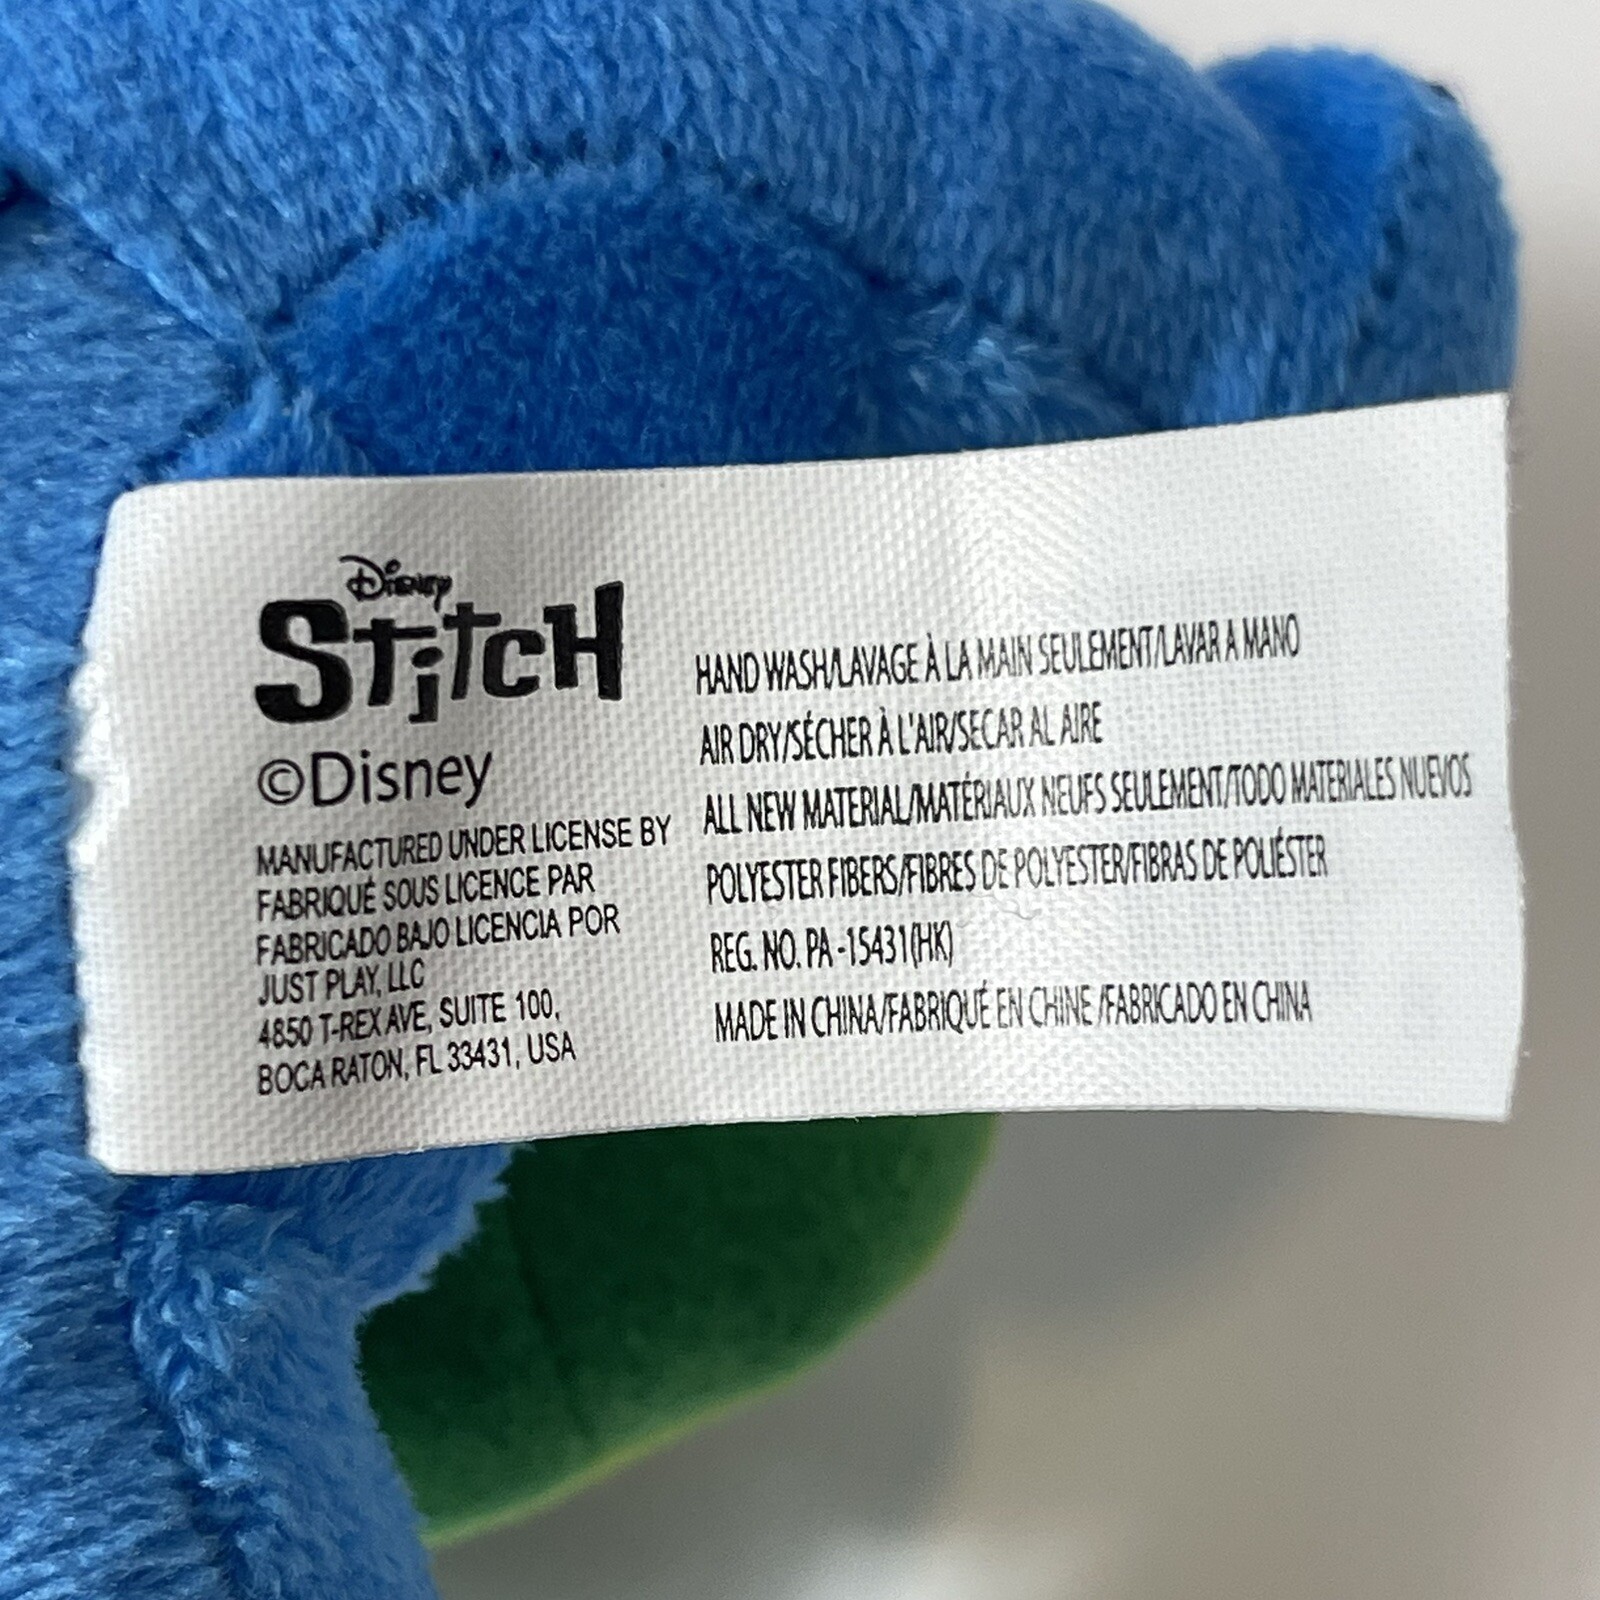 Disney
Stitch
©Disney
MANUFACTURED UNDER LICENSE BY
FABRIQUÉ SOUS LICENCE PAR
FABRICADO BAJO LICENCIA POR
JUST PLAY, LLC
4850 T-REX AVE, SUITE 100,
BOCA RATON, FL 33431, USA
HAND WASH/LAVAGE À LA MAIN SEULEMENT/LAVAR A MANO
AIR DRY/SÉCHER À L'AIR/SECAR AL AIRE
ALL NEW MATERIAL/MATÉRIAUX NEUFS SEULEMENT/TODO MATERIALES NUEVOS
POLYESTER FIBERS/FIBRES DE POLYESTER/FIBRAS DE POLIÉSTER
REG. NO. PA -15431(HK)
MADE IN CHINA/FABRIQUÉ EN CHINE /FABRICADO EN CHINA